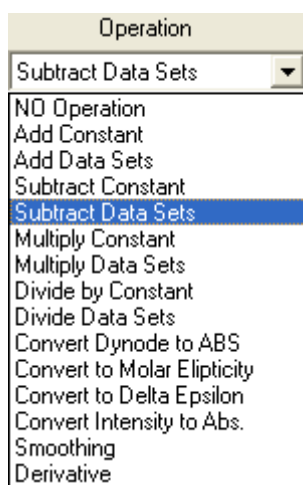 Operation
Subtract Data Sets
NO Operation
Add Constant
Add Data Sets
Subtract Constant
Subtract Data Sets
Multiply Constant
Multiply Data Sets
Divide by Constant
Divide Data Sets
Convert Dynode to ABS
Convert to Molar Elipticity
Convert to Delta Epsilon
Convert Intensity to Abs.
Smoothing
Derivative